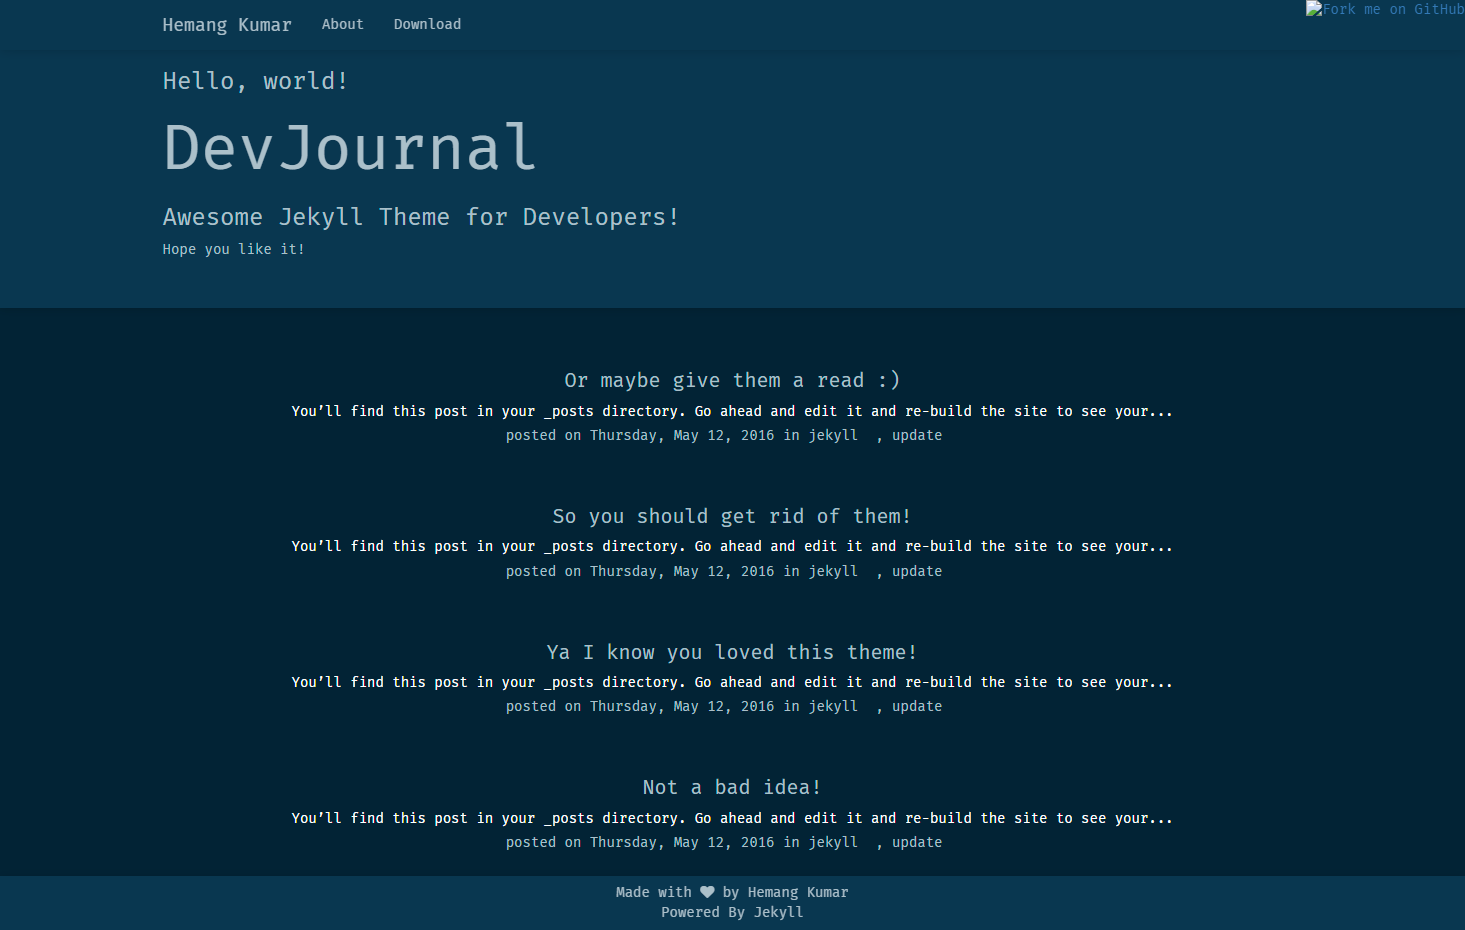 Hemang Kumar About Download
Fork me on GitHub
Hello, world!
DevJournal
Awesome Jekyll Theme for Developers!
Hope you like it!
Or maybe give them a read :)
You’ll find this post in your _posts directory. Go ahead and edit it and re-build the site to see your...
posted on Thursday, May 12, 2016 in jekyll , update
So you should get rid of them!
You’ll find this post in your _posts directory. Go ahead and edit it and re-build the site to see your...
posted on Thursday, May 12, 2016 in jekyll , update
Ya I know you loved this theme!
You’ll find this post in your _posts directory. Go ahead and edit it and re-build the site to see your...
posted on Thursday, May 12, 2016 in jekyll , update
Not a bad idea!
You’ll find this post in your _posts directory. Go ahead and edit it and re-build the site to see your...
posted on Thursday, May 12, 2016 in jekyll , update
Made with ♥ by Hemang Kumar
Powered By Jekyll